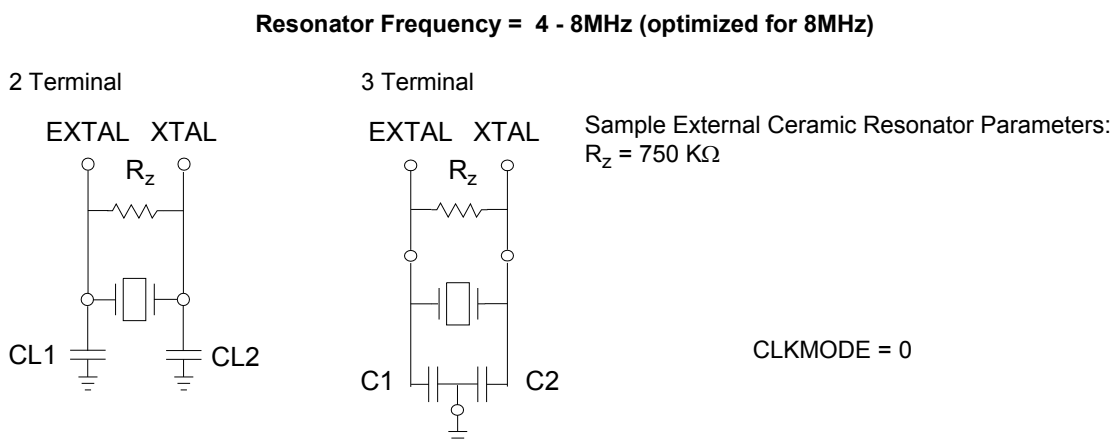 Resonator Frequency = 4 - 8MHz (optimized for 8MHz)
2 Terminal
EXTAL XTAL
Rz
CL1
CL2
3 Terminal
EXTAL XTAL
Rz
C1
C2
Sample External Ceramic Resonator Parameters:
Rz = 750 KΩ
CLKMODE = 0